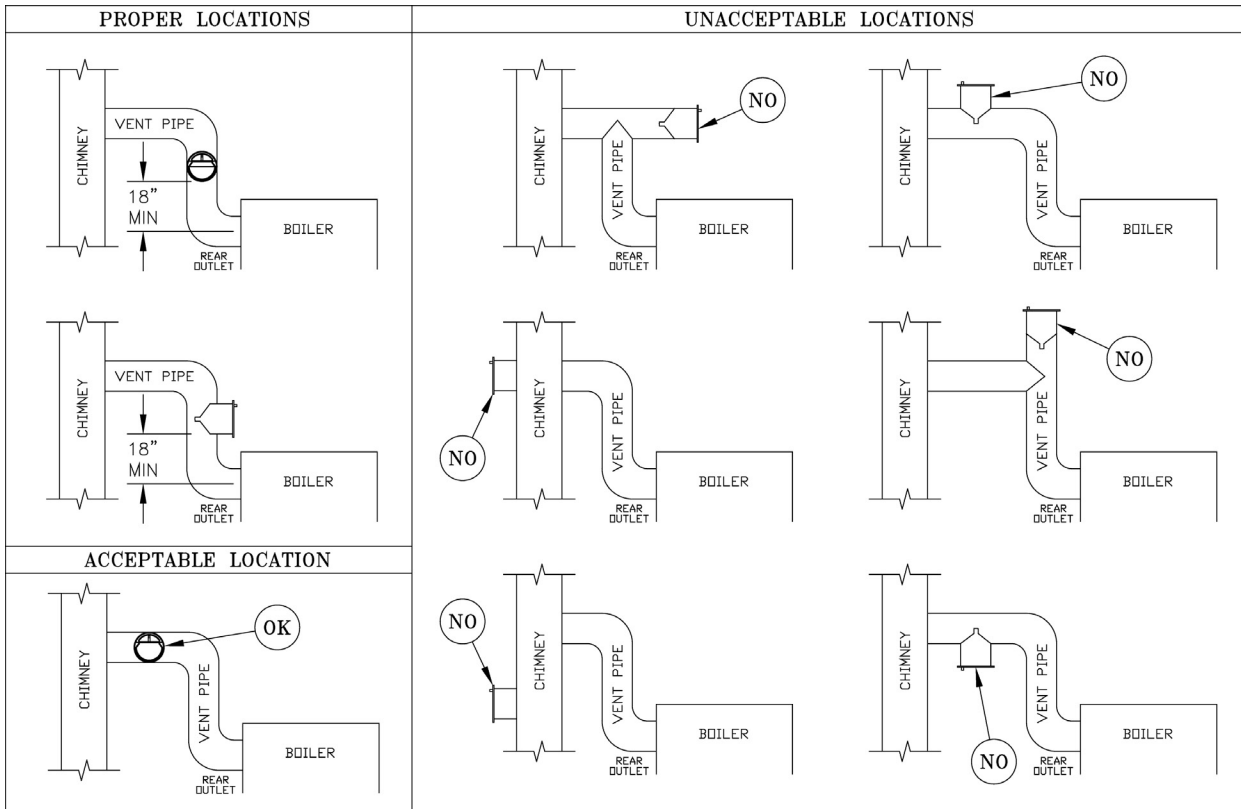 PROPER LOCATIONS
CHIMNEY
VENT PIPE
18"
MIN
BOILER
REAR
OUTLET
CHIMNEY
VENT PIPE
18"
MIN
BOILER
REAR
OUTLET
ACCEPTABLE LOCATION
CHIMNEY
OK
VENT PIPE
BOILER
REAR
OUTLET
UNACCEPTABLE LOCATIONS
CHIMNEY
NO
VENT PIPE
BOILER
REAR
OUTLET
CHIMNEY
NO
VENT PIPE
BOILER
REAR
OUTLET
NO
CHIMNEY
VENT PIPE
BOILER
REAR
OUTLET
CHIMNEY
NO
VENT PIPE
BOILER
REAR
OUTLET
NO
CHIMNEY
VENT PIPE
BOILER
REAR
OUTLET
CHIMNEY
NO
VENT PIPE
BOILER
REAR
OUTLET